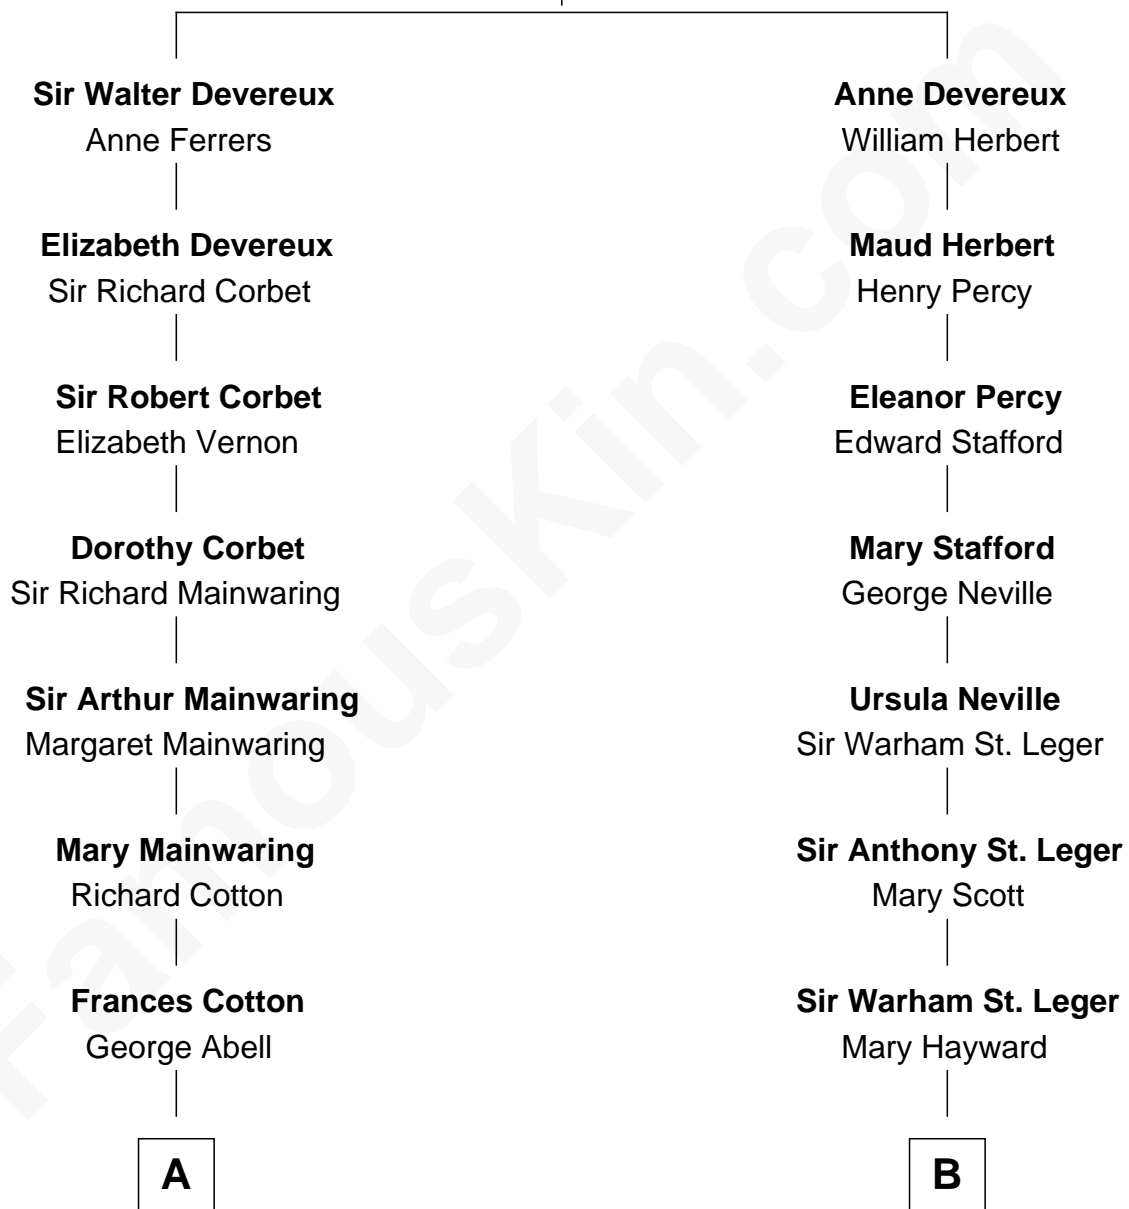 Sir Walter Devereux
Anne Ferrers
Elizabeth Devereux
Sir Richard Corbet
Sir Robert Corbet
Elizabeth Vernon
Dorothy Corbet
Sir Richard Mainwaring
Sir Arthur Mainwaring
Margaret Mainwaring
Mary Mainwaring
Richard Cotton
Frances Cotton
George Abell
A
Anne Devereux
William Herbert
Maud Herbert
Henry Percy
Eleanor Percy
Edward Stafford
Mary Stafford
George Neville
Ursula Neville
Sir Warham St. Leger
Sir Anthony St. Leger
Mary Scott
Sir Warham St. Leger
Mary Hayward
B
FamousKin.com